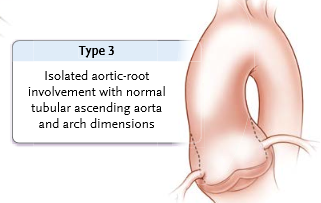 Type 3
Isolated aortic-root
involvement with normal
tubular ascending aorta
and arch dimensions